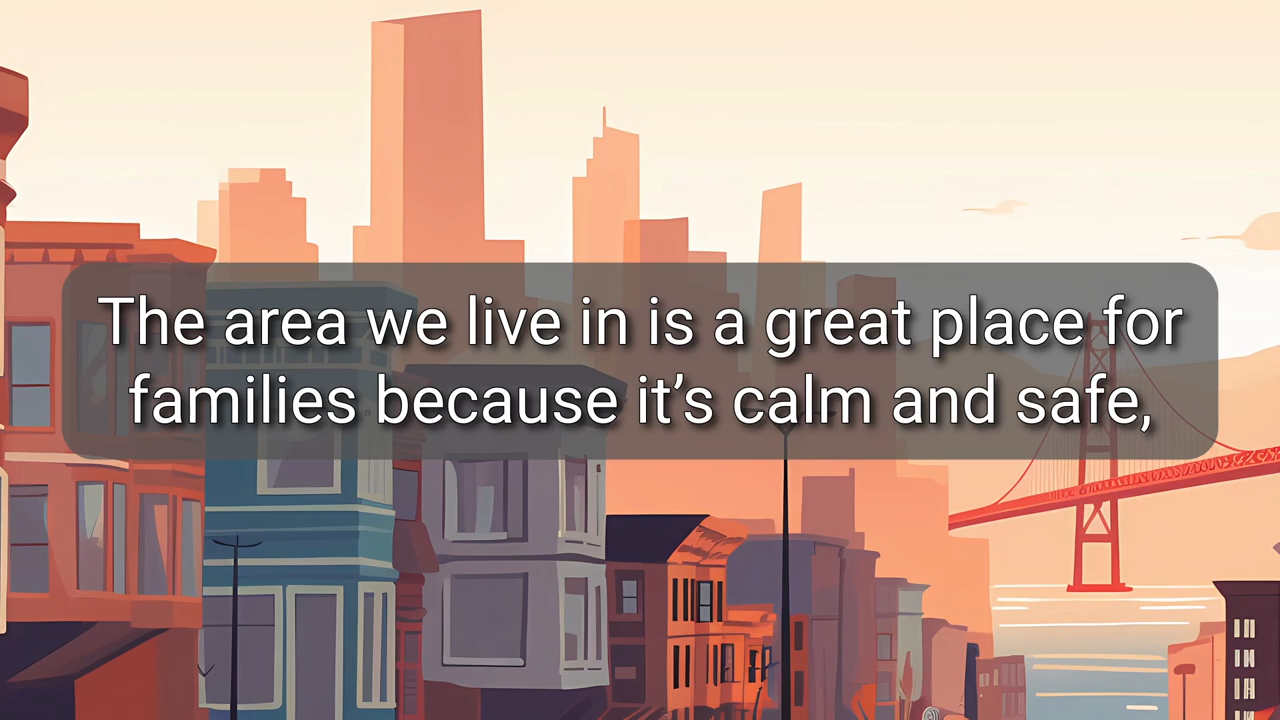 The area we live in is a great place for
families because it’s calm and safe,